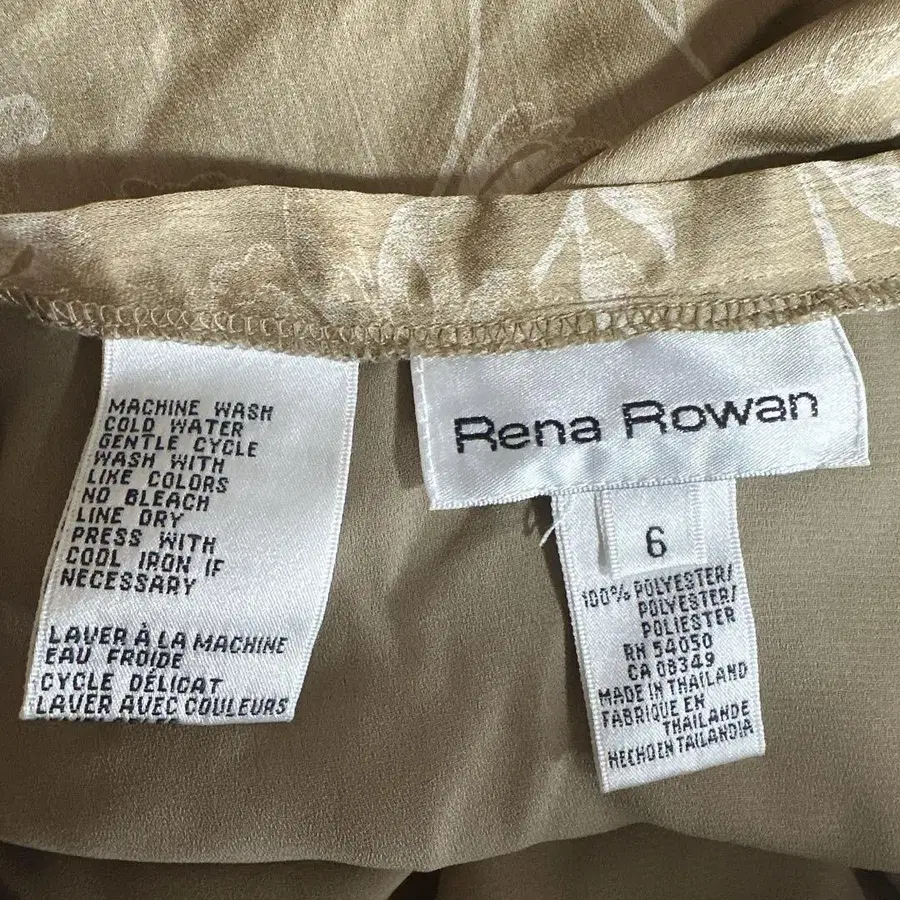 MACHINE WASH
COLD WATER
GENTLE CYCLE
WASH WITH
LIKE COLORS
NO BLEACH
LINE DRY
PRESS WITH
COOL IRON IF
NECESSARY
LAVER À LA MACHINE
EAU FROIDE
CYCLE DÉLICAT
LAVER AVEC COULEURS
Rena Rowan
6
100% POLYESTER/
POLYESTER/
POLIESTER
RN 54050
CA 08349
MADE IN THAILAND
FABRIQUE EN
THAILANDE
HECHO EN TAILANDIA